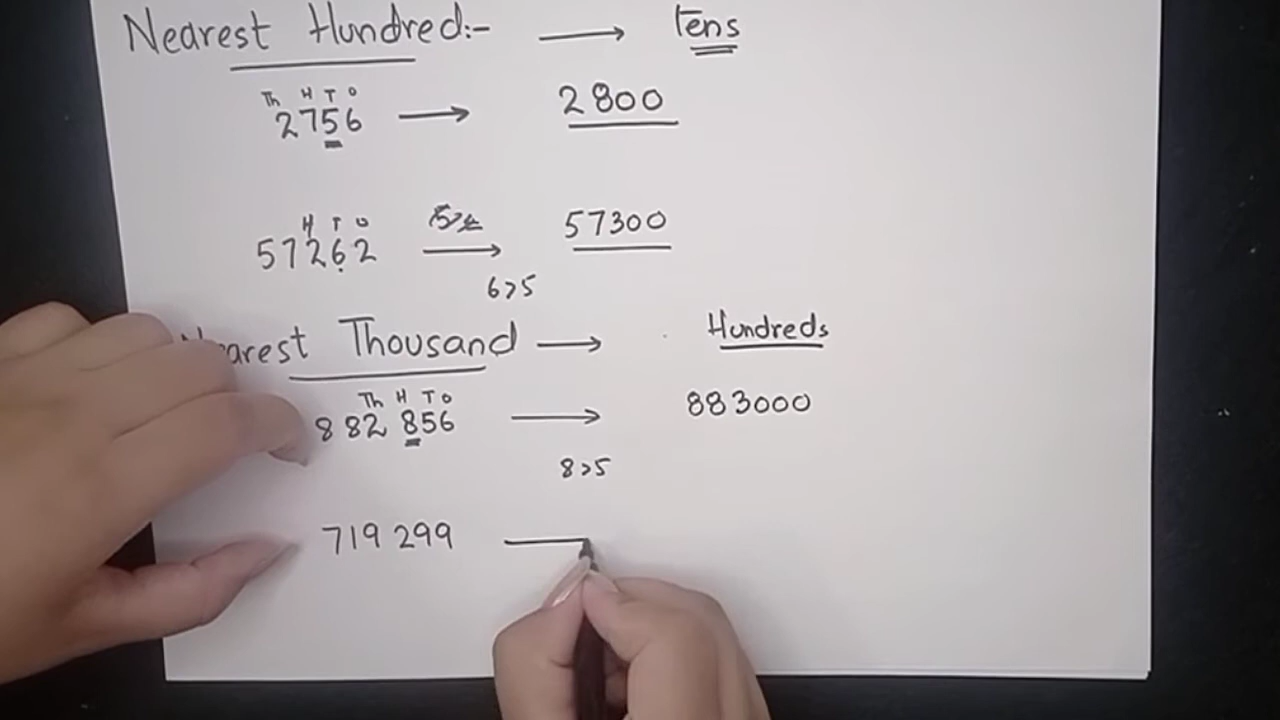 Nearest Hundred:- → Tens
Th H T O
2756 → 2800
H T O
57262 → 57300
6>5
Nearest Thousand → Hundreds
Th H T O
882 856 → 883000
8>5
719 299